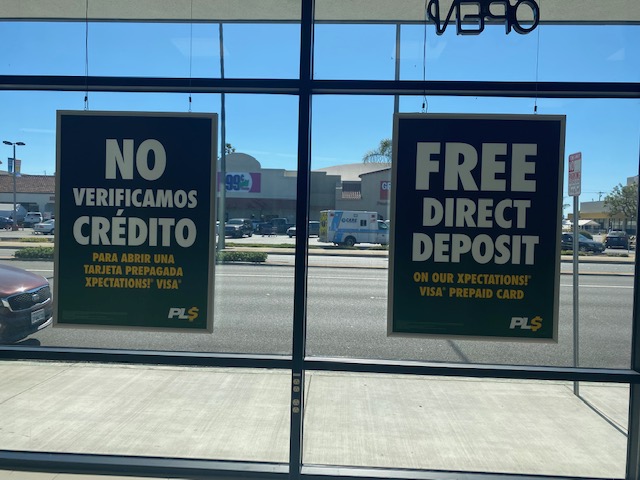 OPEN
NO
VERIFICAMOS
CRÉDITO
PARA ABRIR UNA
TARJETA PREPAGADA
XPECTATIONS!® VISA®
PL$
FREE
DIRECT
DEPOSIT
ON OUR XPECTATIONS!®
VISA® PREPAID CARD
PL$
99